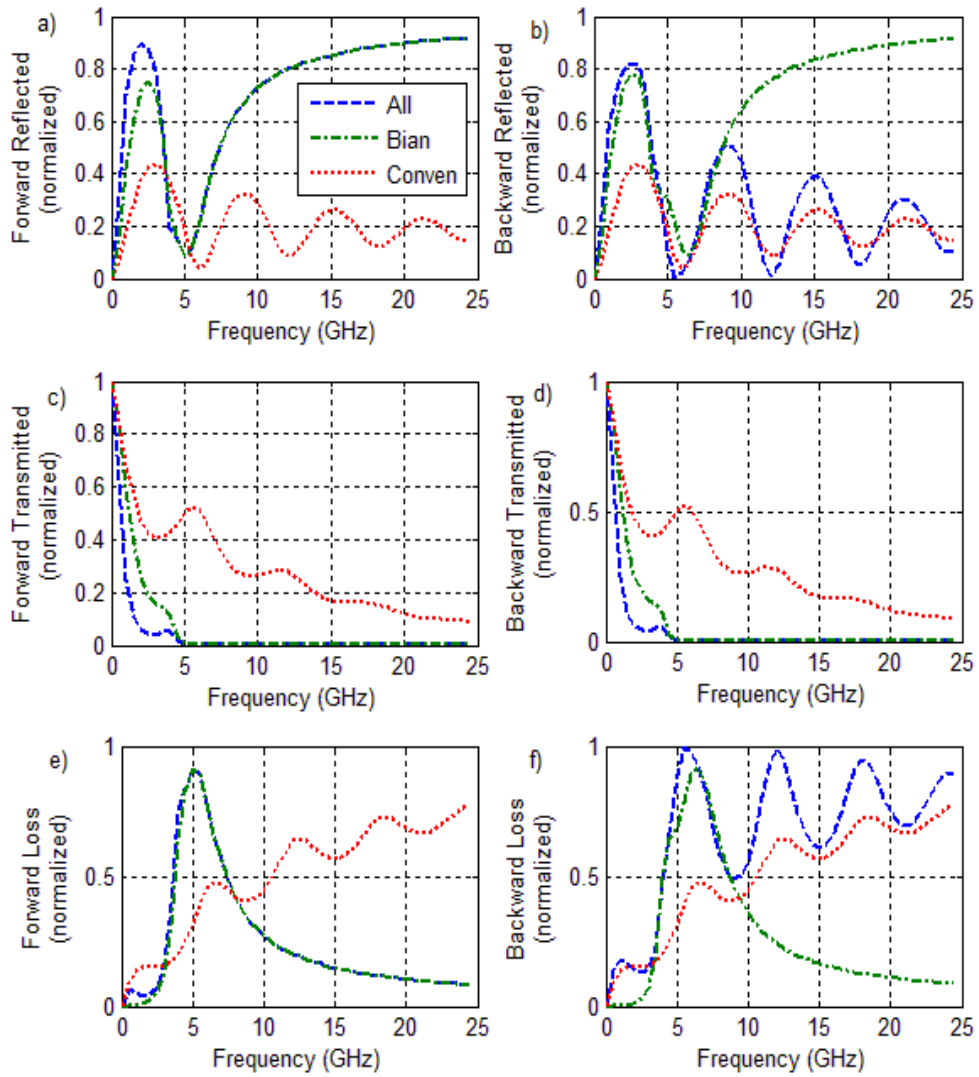 a)
Forward Reflected
(normalized)
1
0.8
0.6
0.4
0.2
0
All
Bian
Conven
0 5 10 15 20 25
Frequency (GHz)
b)
Backward Reflected
(normalized)
1
0.8
0.6
0.4
0.2
0
0 5 10 15 20 25
Frequency (GHz)
c)
Forward Transmitted
(normalized)
1
0.8
0.6
0.4
0.2
0
0 5 10 15 20 25
Frequency (GHz)
d)
Backward Transmitted
(normalized)
1
0.5
0
0 5 10 15 20 25
Frequency (GHz)
e)
Forward Loss
(normalized)
1
0.5
0
0 5 10 15 20 25
Frequency (GHz)
f)
Backward Loss
(normalized)
1
0.5
0
0 5 10 15 20 25
Frequency (GHz)